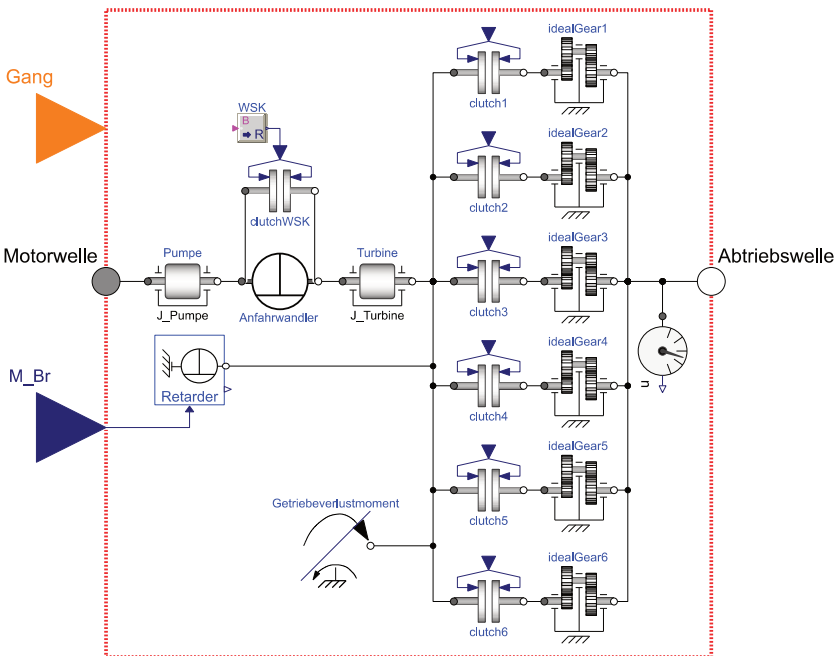 idealGear1
Gang
clutch1
WSK
B
R
idealGear2
clutchWSK
clutch2
Motorwelle
Pumpe
Turbine
idealGear3
Abtriebswelle
J_Pumpe
Anfahrwandler
J_Turbine
clutch3
idealGear4
M_Br
n
Retarder
clutch4
idealGear5
Getriebeverlustmoment
clutch5
idealGear6
clutch6